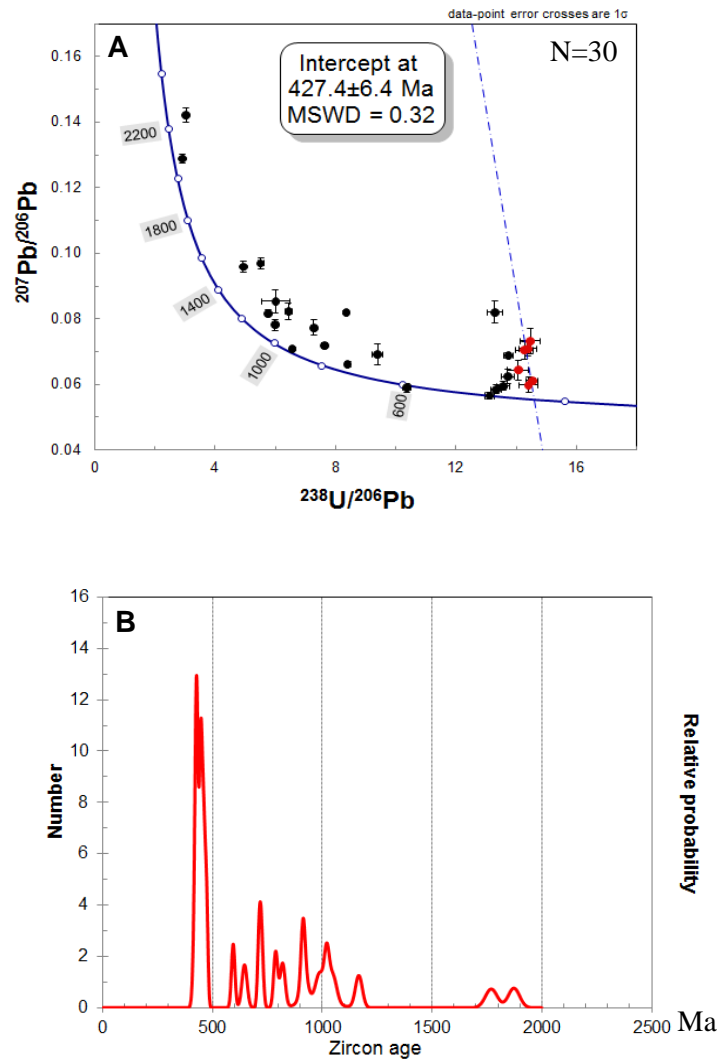 data-point error crosses are 1σ
A
N=30
Intercept at
427.4±6.4 Ma
MSWD = 0.32
0.16
0.14
0.12
0.10
0.08
0.06
0.04
2200
1800
1400
1000
600
²⁰⁷Pb/²⁰⁶Pb
0 4 8 12 16
²³⁸U/²⁰⁶Pb
B
16
14
12
10
8
6
4
2
0
Number
Relative probability
0 500 1000 1500 2000 2500 Ma
Zircon age